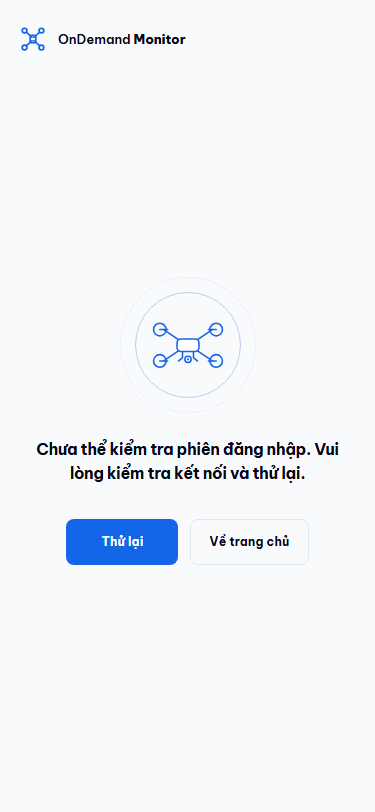 OnDemand Monitor
Chưa thể kiểm tra phiên đăng nhập. Vui
lòng kiểm tra kết nối và thử lại.
Thử lại
Về trang chủ